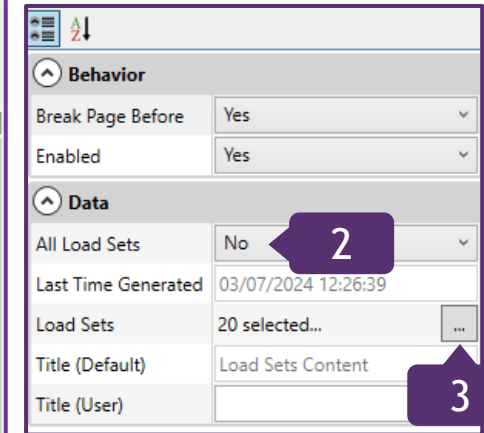 A
Z
Behavior
Break Page Before Yes
Enabled Yes
Data
All Load Sets No 2
Last Time Generated 03/07/2024 12:26:39
Load Sets 20 selected... ...
Title (Default) Load Sets Content
Title (User) 3